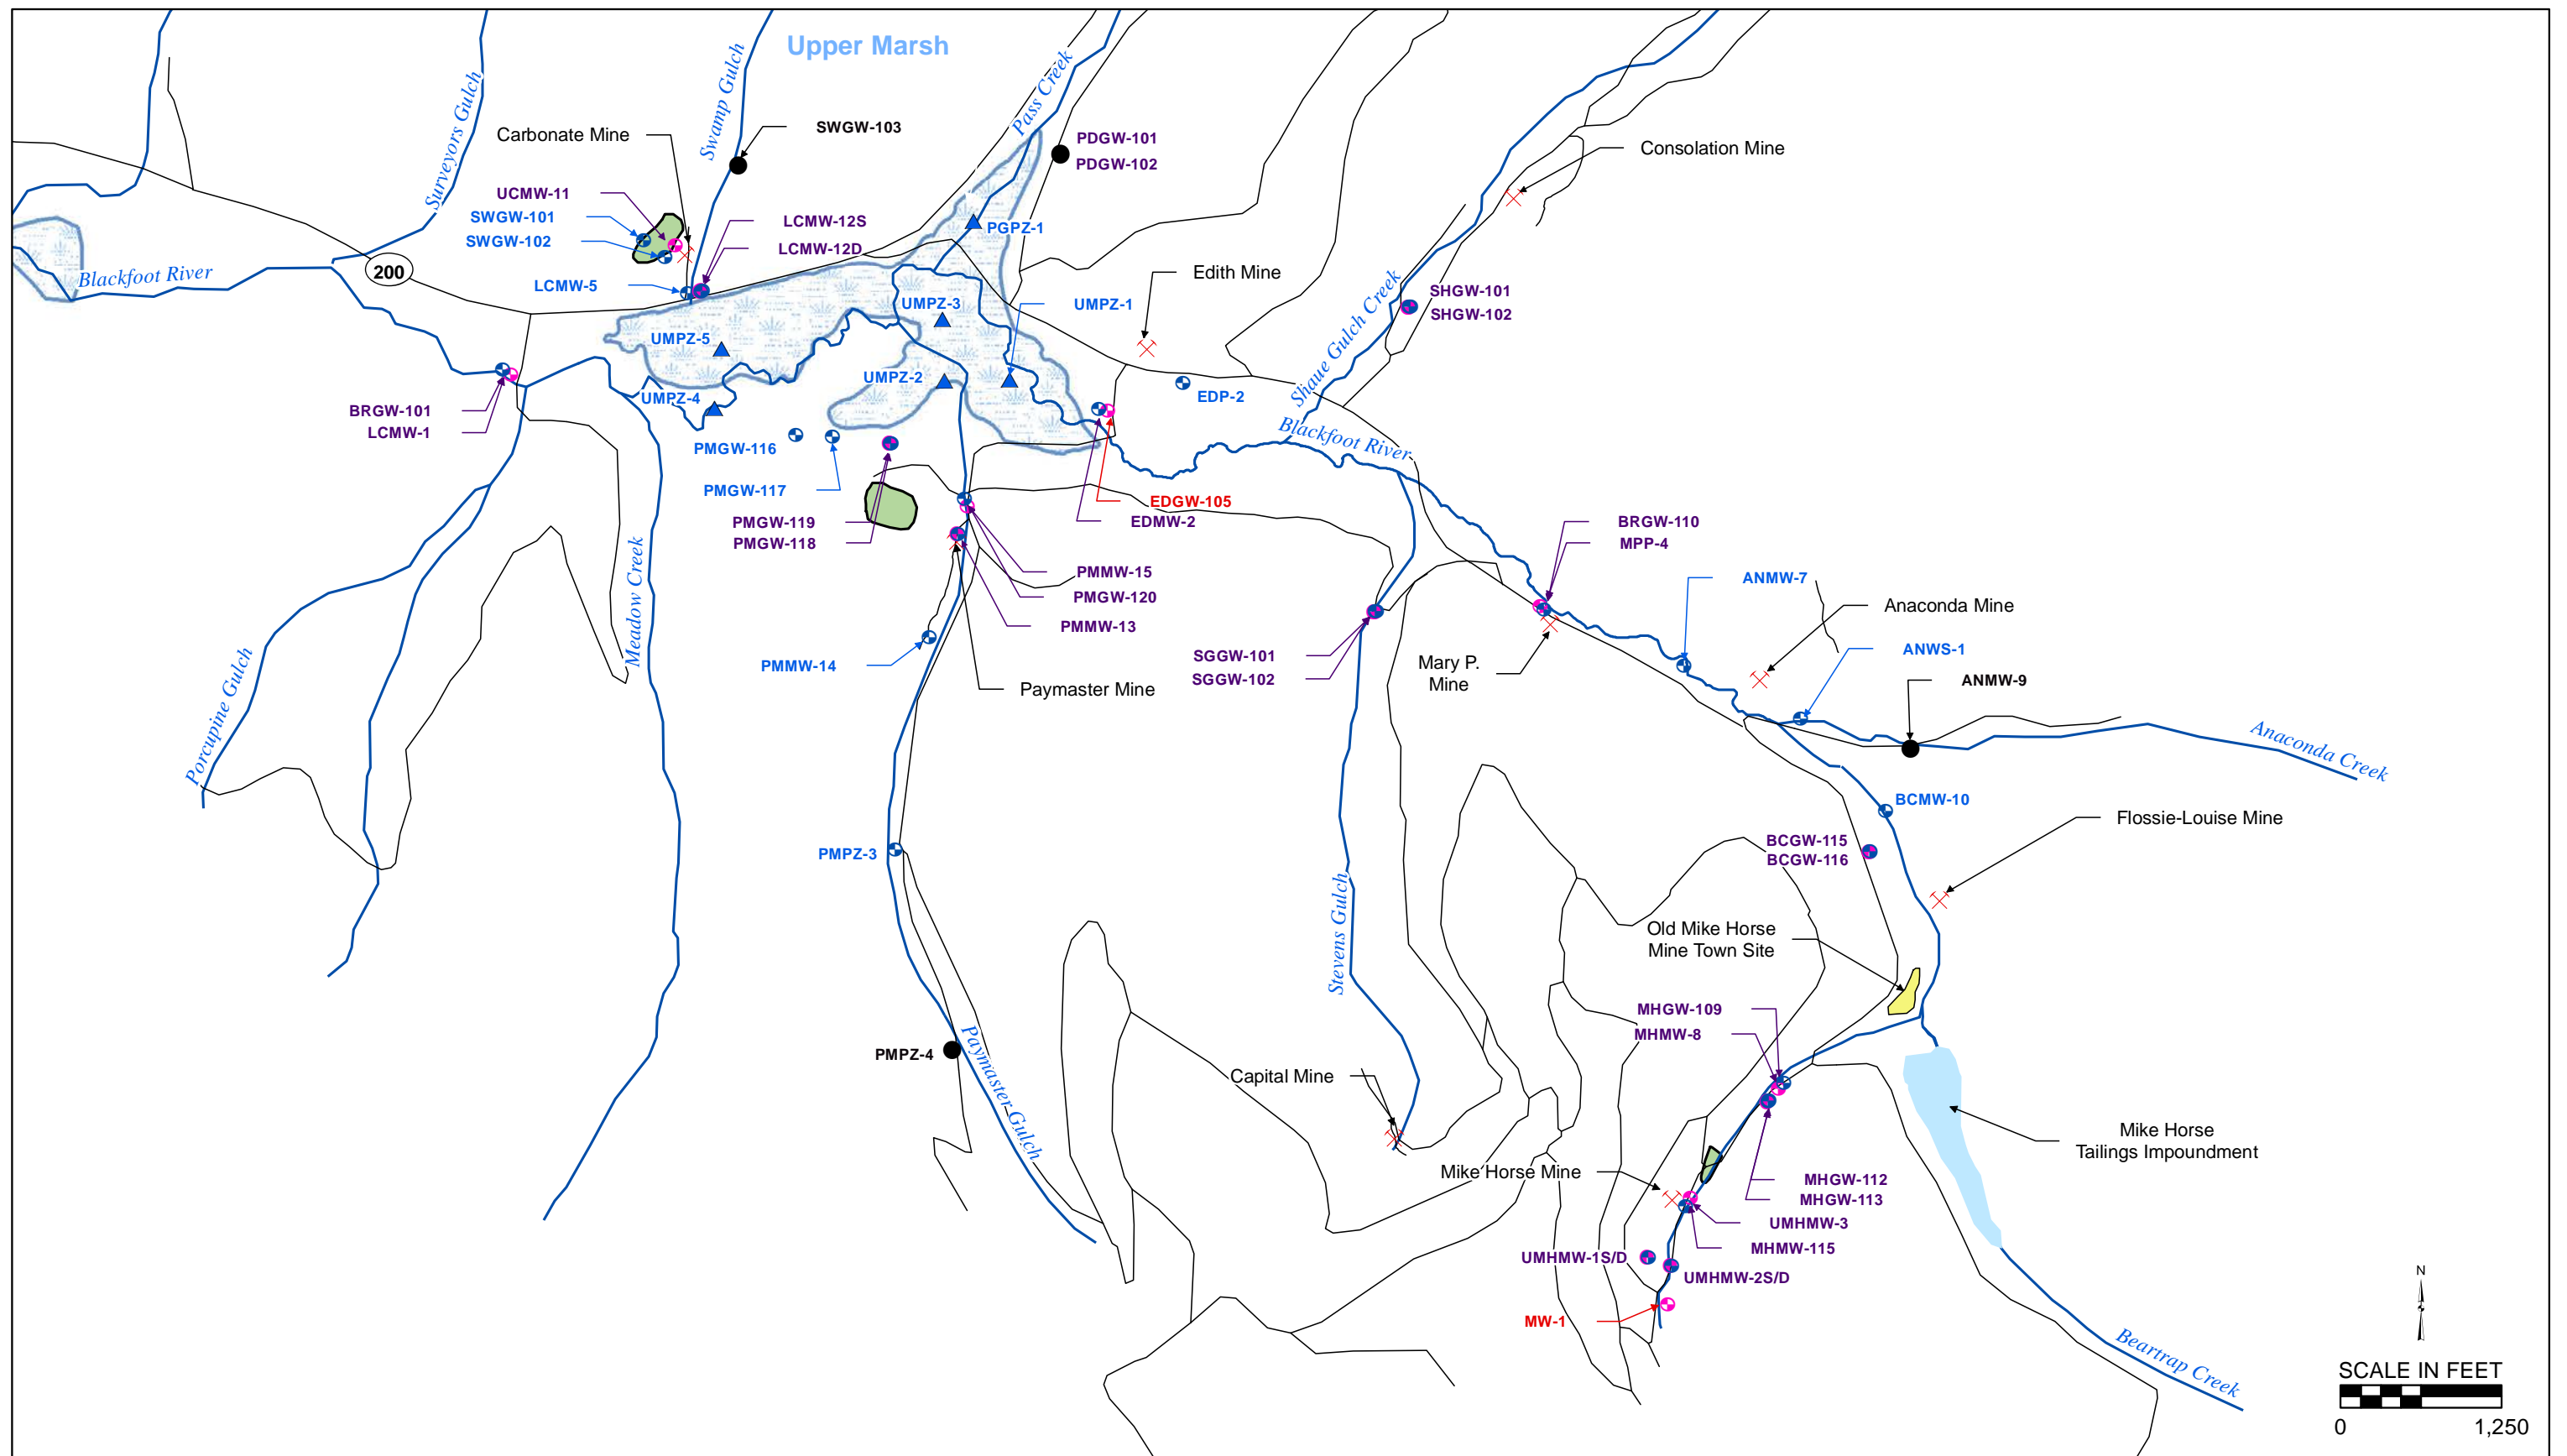 Upper Marsh
Surveyors Gulch
Swamp Gulch
Pass Creek
Carbonate Mine
SWGW-103
PDGW-101
PDGW-102
Consolation Mine
UCMW-11
SWGW-101
SWGW-102
LCMW-12S
LCMW-12D
PGPZ-1
Blackfoot River
200
LCMW-5
UMPZ-3
UMPZ-1
Edith Mine
Shaue Gulch Creek
SHGW-101
SHGW-102
UMPZ-5
UMPZ-2
UMPZ-4
EDP-2
BRGW-101
LCMW-1
Blackfoot River
PMGW-116
PMGW-117
EDGW-105
EDMW-2
PMGW-119
PMGW-118
BRGW-110
MPP-4
PMMW-15
PMGW-120
PMMW-13
ANMW-7
Anaconda Mine
Meadow Creek
PMMW-14
Paymaster Mine
SGGW-101
SGGW-102
Mary P.
Mine
ANWS-1
ANMW-9
Porcupine Gulch
Anaconda Creek
BCMW-10
Flossie-Louise Mine
PMPZ-3
BCGW-115
BCGW-116
Stevens Gulch
Old Mike Horse
Mine Town Site
MHGW-109
MHMW-8
PMPZ-4
Paymaster Gulch
Capital Mine
Mike Horse
Tailings Impoundment
Mike Horse Mine
MHGW-112
MHGW-113
UMHMW-3
MHMW-115
UMHMW-1S/D
UMHMW-2S/D
MW-1
N
Beartrap Creek
SCALE IN FEET
0 1,250